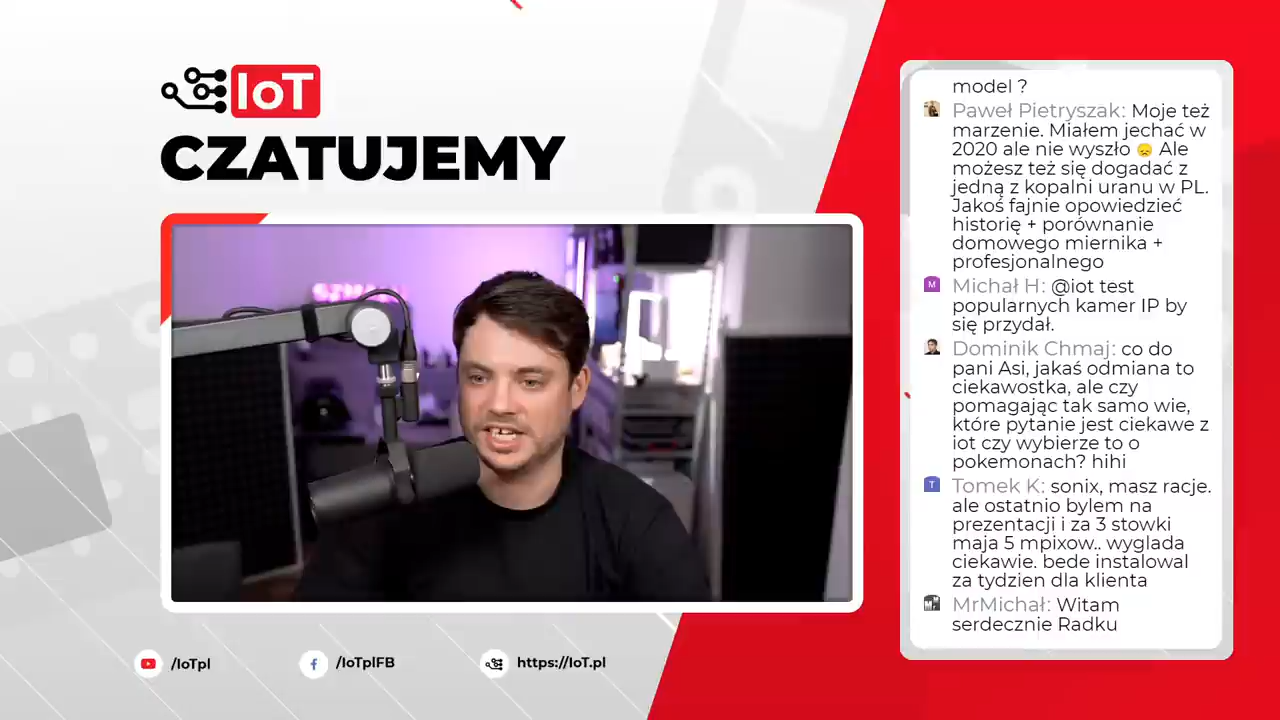 IoT
CZATUJEMY
model ?
Paweł Pietryszak: Moje też
marzenie. Miałem jechać w
2020 ale nie wyszło 😞 Ale
możesz też się dogadać z
jedną z kopalni uranu w PL.
Jakoś fajnie opowiedzieć
historię + porównanie
domowego miernika +
profesjonalnego
M
Michał H: @iot test
popularnych kamer IP by
się przydał.
Dominik Chmaj: co do
pani Asi, jakaś odmiana to
ciekawostka, ale czy
pomagając tak samo wie,
które pytanie jest ciekawe z
iot czy wybierze to o
pokemonach? hihi
T
Tomek K: sonix, masz racje.
ale ostatnio bylem na
prezentacji i za 3 stowki
maja 5 mpixow.. wyglada
ciekawie. bede instalowal
za tydzien dla klienta
MrMichał: Witam
serdecznie Radku
/IoTpl
/IoTplFB
https://IoT.pl